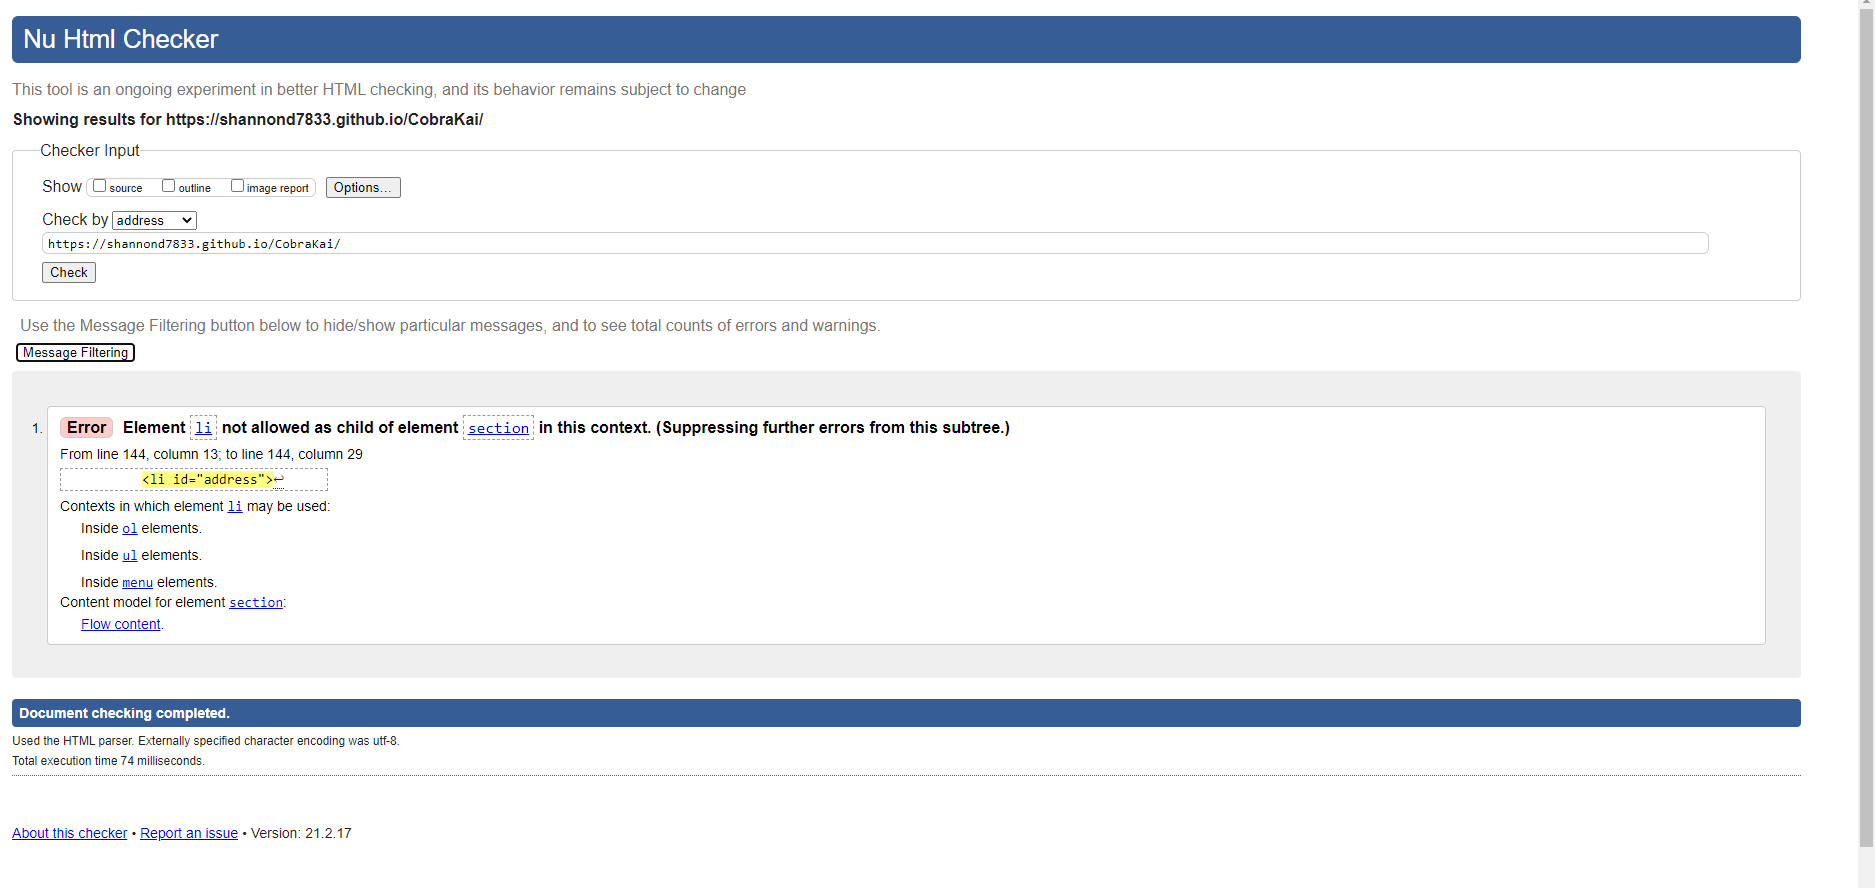 Nu Html Checker
This tool is an ongoing experiment in better HTML checking, and its behavior remains subject to change
Showing results for https://shannond7833.github.io/CobraKai/
Checker Input
Show source outline image report Options...
Check by address
https://shannond7833.github.io/CobraKai/
Check
Use the Message Filtering button below to hide/show particular messages, and to see total counts of errors and warnings.
Message Filtering
1. Error Element li not allowed as child of element section in this context. (Suppressing further errors from this subtree.)
From line 144, column 13; to line 144, column 29
<li id="address">↩
Contexts in which element li may be used:
Inside ol elements.
Inside ul elements.
Inside menu elements.
Content model for element section:
Flow content.
Document checking completed.
Used the HTML parser. Externally specified character encoding was utf-8.
Total execution time 74 milliseconds.
About this checker • Report an issue • Version: 21.2.17